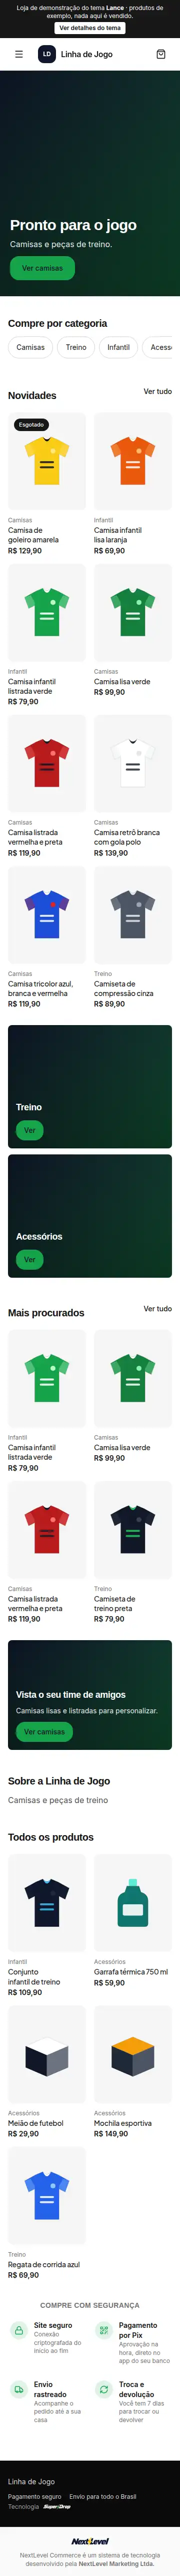 Loja de demonstração do tema Lance · produtos de
exemplo, nada aqui é vendido.
Ver detalhes do tema
LD
Linha de Jogo
Pronto para o jogo
Camisas e peças de treino.
Ver camisas
Compre por categoria
Camisas
Treino
Infantil
Acess
Novidades
Ver tudo
Esgotado
Camisas
Camisa de
goleiro amarela
R$ 129,90
Infantil
Camisa infantil
lisa laranja
R$ 69,90
Infantil
Camisa infantil
listrada verde
R$ 79,90
Camisas
Camisa lisa verde
R$ 99,90
Camisas
Camisa listrada
vermelha e preta
R$ 119,90
Camisas
Camisa retrô branca
com gola polo
R$ 139,90
Camisas
Camisa tricolor azul,
branca e vermelha
R$ 119,90
Treino
Camiseta de
compressão cinza
R$ 89,90
Treino
Ver
Acessórios
Ver
Mais procurados
Ver tudo
Infantil
Camisa infantil
listrada verde
R$ 79,90
Camisas
Camisa lisa verde
R$ 99,90
Camisas
Camisa listrada
vermelha e preta
R$ 119,90
Treino
Camiseta de
treino preta
R$ 79,90
Vista o seu time de amigos
Camisas lisas e listradas para personalizar.
Ver camisas
Sobre a Linha de Jogo
Camisas e peças de treino
Todos os produtos
Infantil
Conjunto
infantil de treino
R$ 109,90
Acessórios
Garrafa térmica 750 ml
R$ 59,90
Acessórios
Meião de futebol
R$ 29,90
Acessórios
Mochila esportiva
R$ 149,90
Treino
Regata de corrida azul
R$ 69,90
COMPRE COM SEGURANÇA
Site seguro
Conexão
criptografada do
início ao fim
Pagamento
por Pix
Aprovação na
hora, direto no
app do seu banco
Envio
rastreado
Acompanhe o
pedido até a sua
casa
Troca e
devolução
Você tem 7 dias
para trocar ou
devolver
Linha de Jogo
Pagamento seguro
Envio para todo o Brasil
Tecnologia
SuperDrop
NextLevel
NextLevel Commerce é um sistema de tecnologia
desenvolvido pela NextLevel Marketing Ltda.